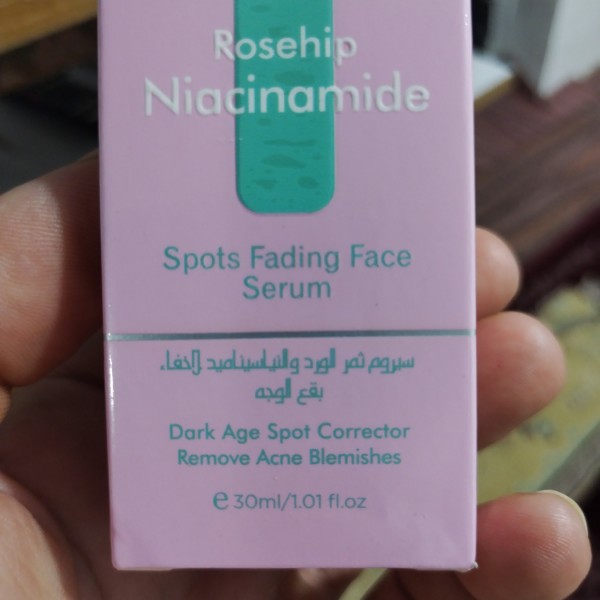 Rosehip
Niacinamide
Spots Fading Face
Serum
سيروم ثمر الورد والنياسيناميد لإخفاء
بقع الوجه
Dark Age Spot Corrector
Remove Acne Blemishes
e 30ml/1.01 fl.oz